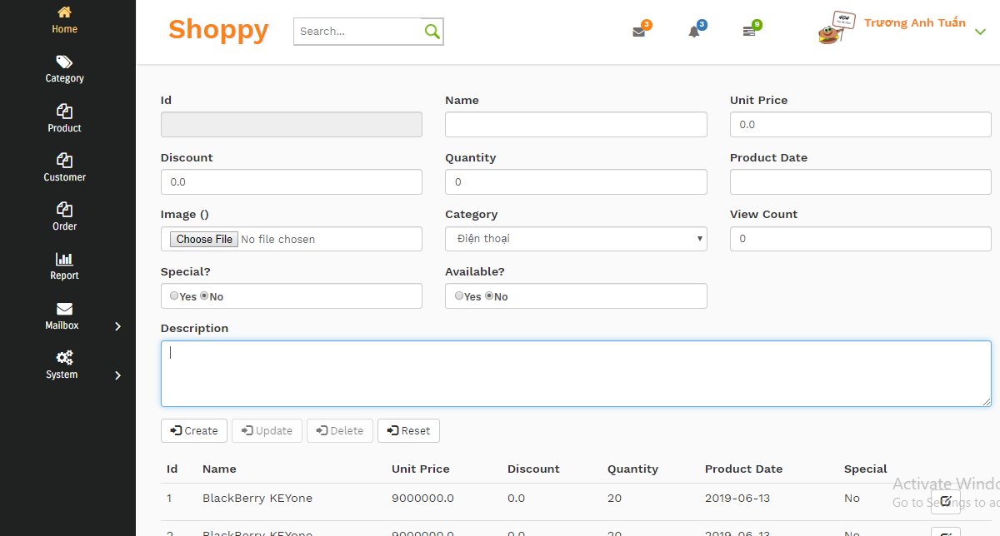 Home
Category
Product
Customer
Order
Report
Mailbox
System
Shoppy
Search...
3
3
9
404
Trương Anh Tuấn
Id Name Unit Price
0.0
Discount Quantity Product Date
0.0 0
Image () Category View Count
Choose File No file chosen Điện thoại 0
Special? Available?
Yes No Yes No
Description
Create Update Delete Reset
Id Name Unit Price Discount Quantity Product Date Special
1 BlackBerry KEYone 9000000.0 0.0 20 2019-06-13 No
2 BlackBerry KEYone 9000000.0 0.0 20 2019-06-13 No
Activate Windo
Go to Settings to ac